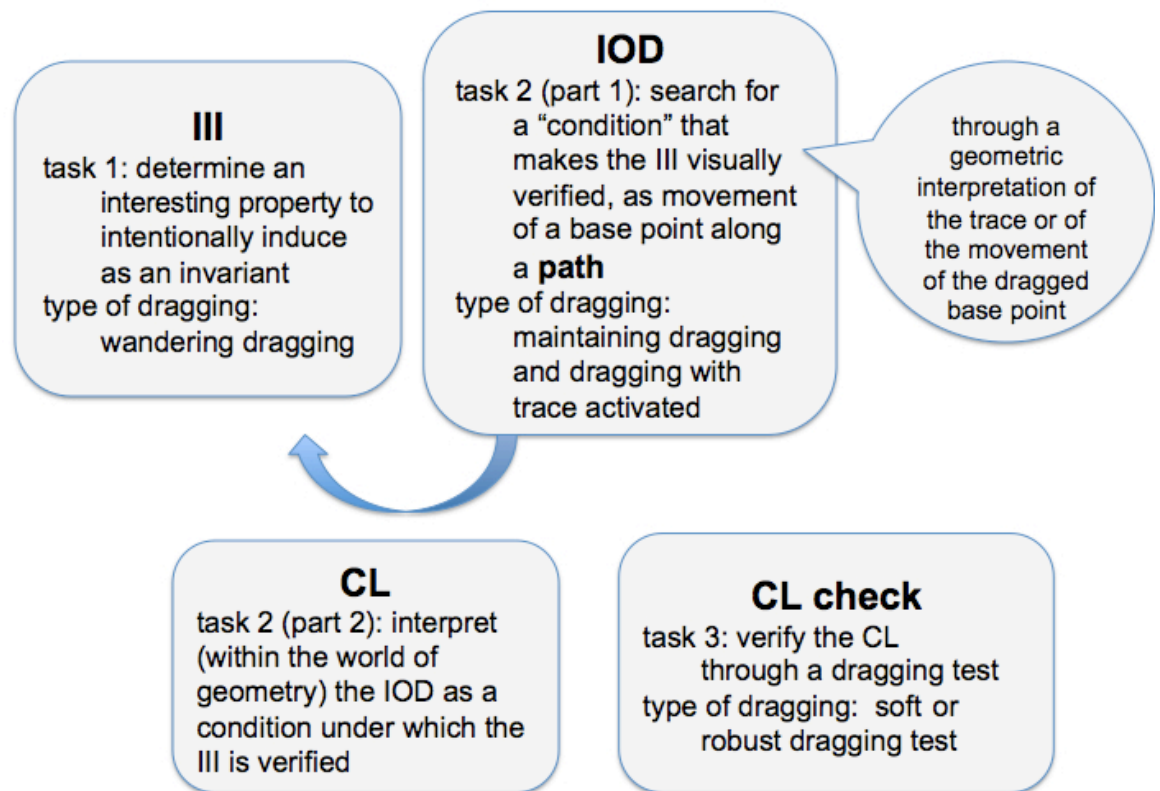 III
task 1: determine an
interesting property to
intentionally induce
as an invariant
type of dragging:
wandering dragging
IOD
task 2 (part 1): search for
a “condition” that
makes the III visually
verified, as movement
of a base point along
a path
type of dragging:
maintaining dragging
and dragging with
trace activated
through a
geometric
interpretation of
the trace or of
the movement
of the dragged
base point
CL
task 2 (part 2): interpret
(within the world of
geometry) the IOD as a
condition under which the
III is verified
CL check
task 3: verify the CL
through a dragging test
type of dragging: soft or
robust dragging test